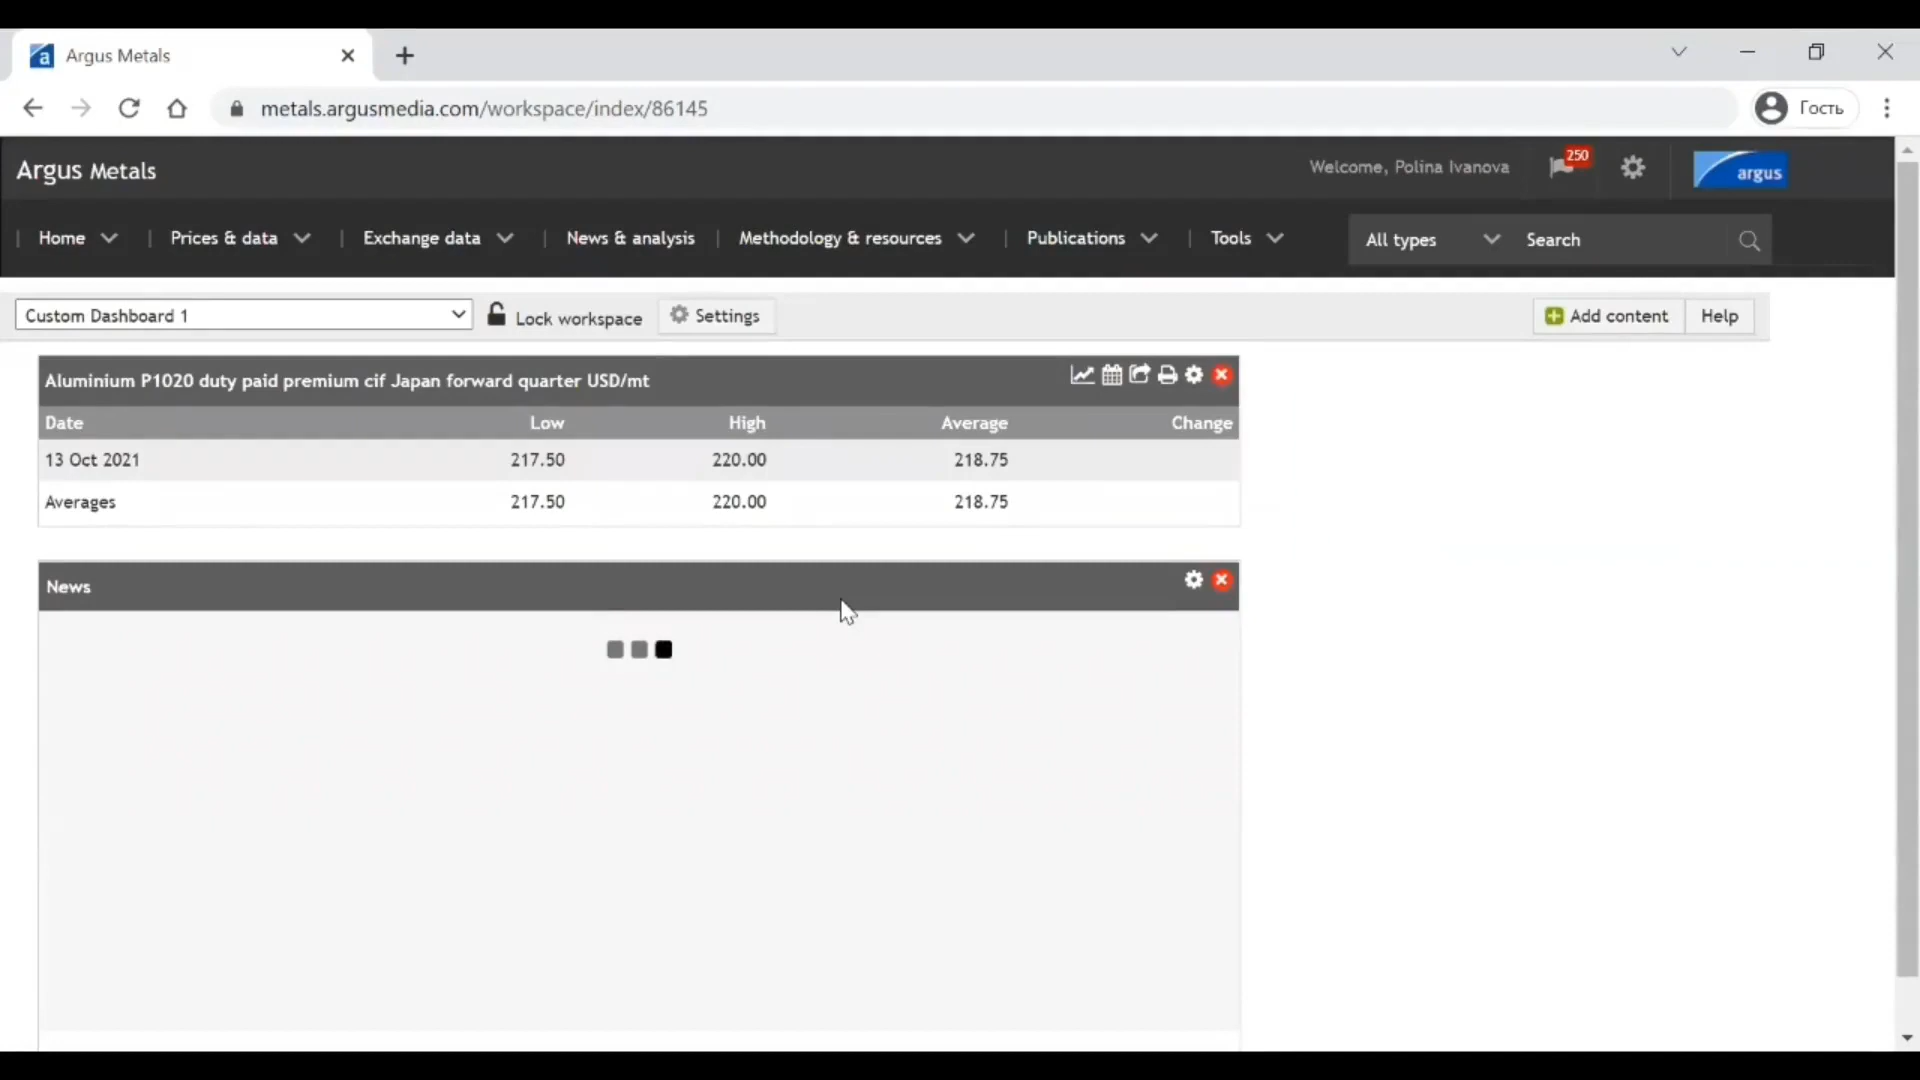 Argus Metals
metals.argusmedia.com/workspace/index/86145
Гость
Argus Metals
Welcome, Polina Ivanova
250
argus
Home
Prices & data
Exchange data
News & analysis
Methodology & resources
Publications
Tools
All types
Search
Custom Dashboard 1
Lock workspace
Settings
Add content
Help
Aluminium P1020 duty paid premium cif Japan forward quarter USD/mt
Date Low High Average Change
13 Oct 2021 217.50 220.00 218.75
Averages 217.50 220.00 218.75
News